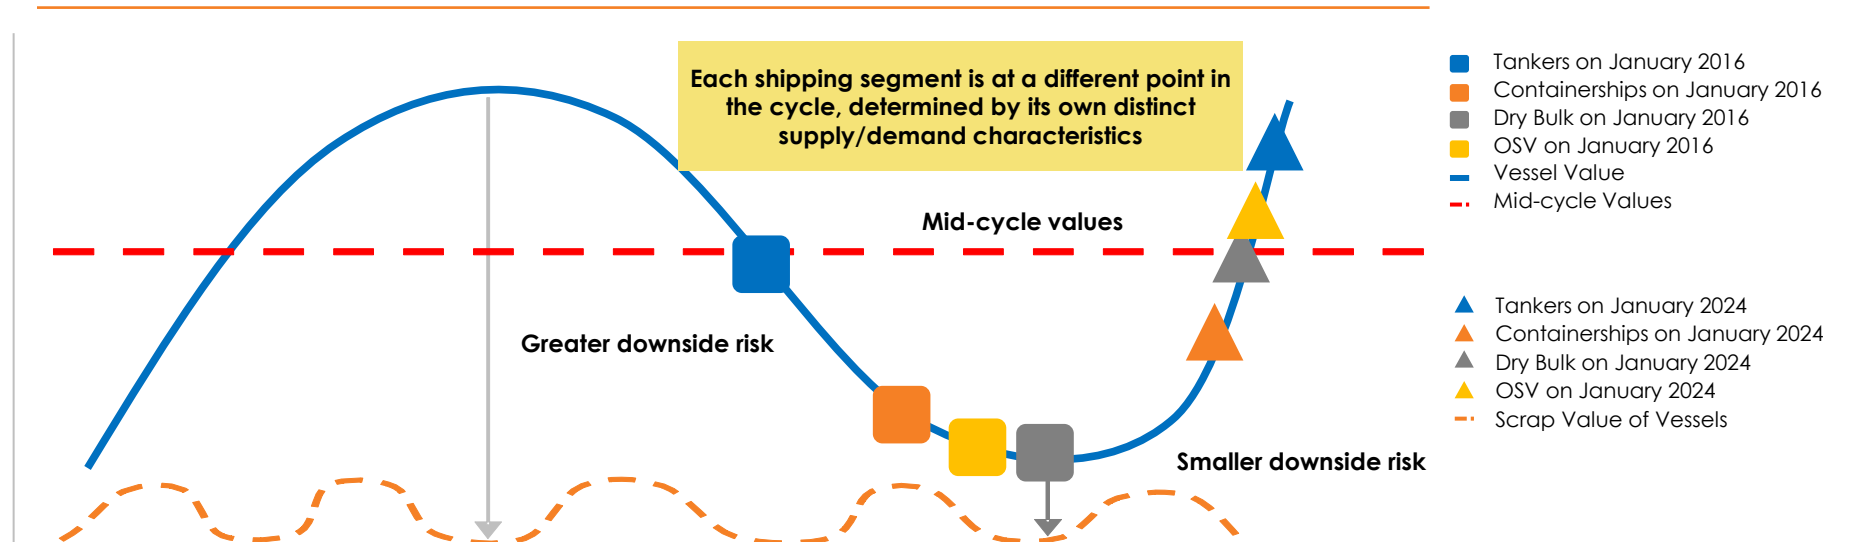 Each shipping segment is at a different point in
the cycle, determined by its own distinct
supply/demand characteristics
Mid-cycle values
Greater downside risk
Smaller downside risk
Tankers on January 2016
Containerships on January 2016
Dry Bulk on January 2016
OSV on January 2016
Vessel Value
Mid-cycle Values
Tankers on January 2024
Containerships on January 2024
Dry Bulk on January 2024
OSV on January 2024
Scrap Value of Vessels